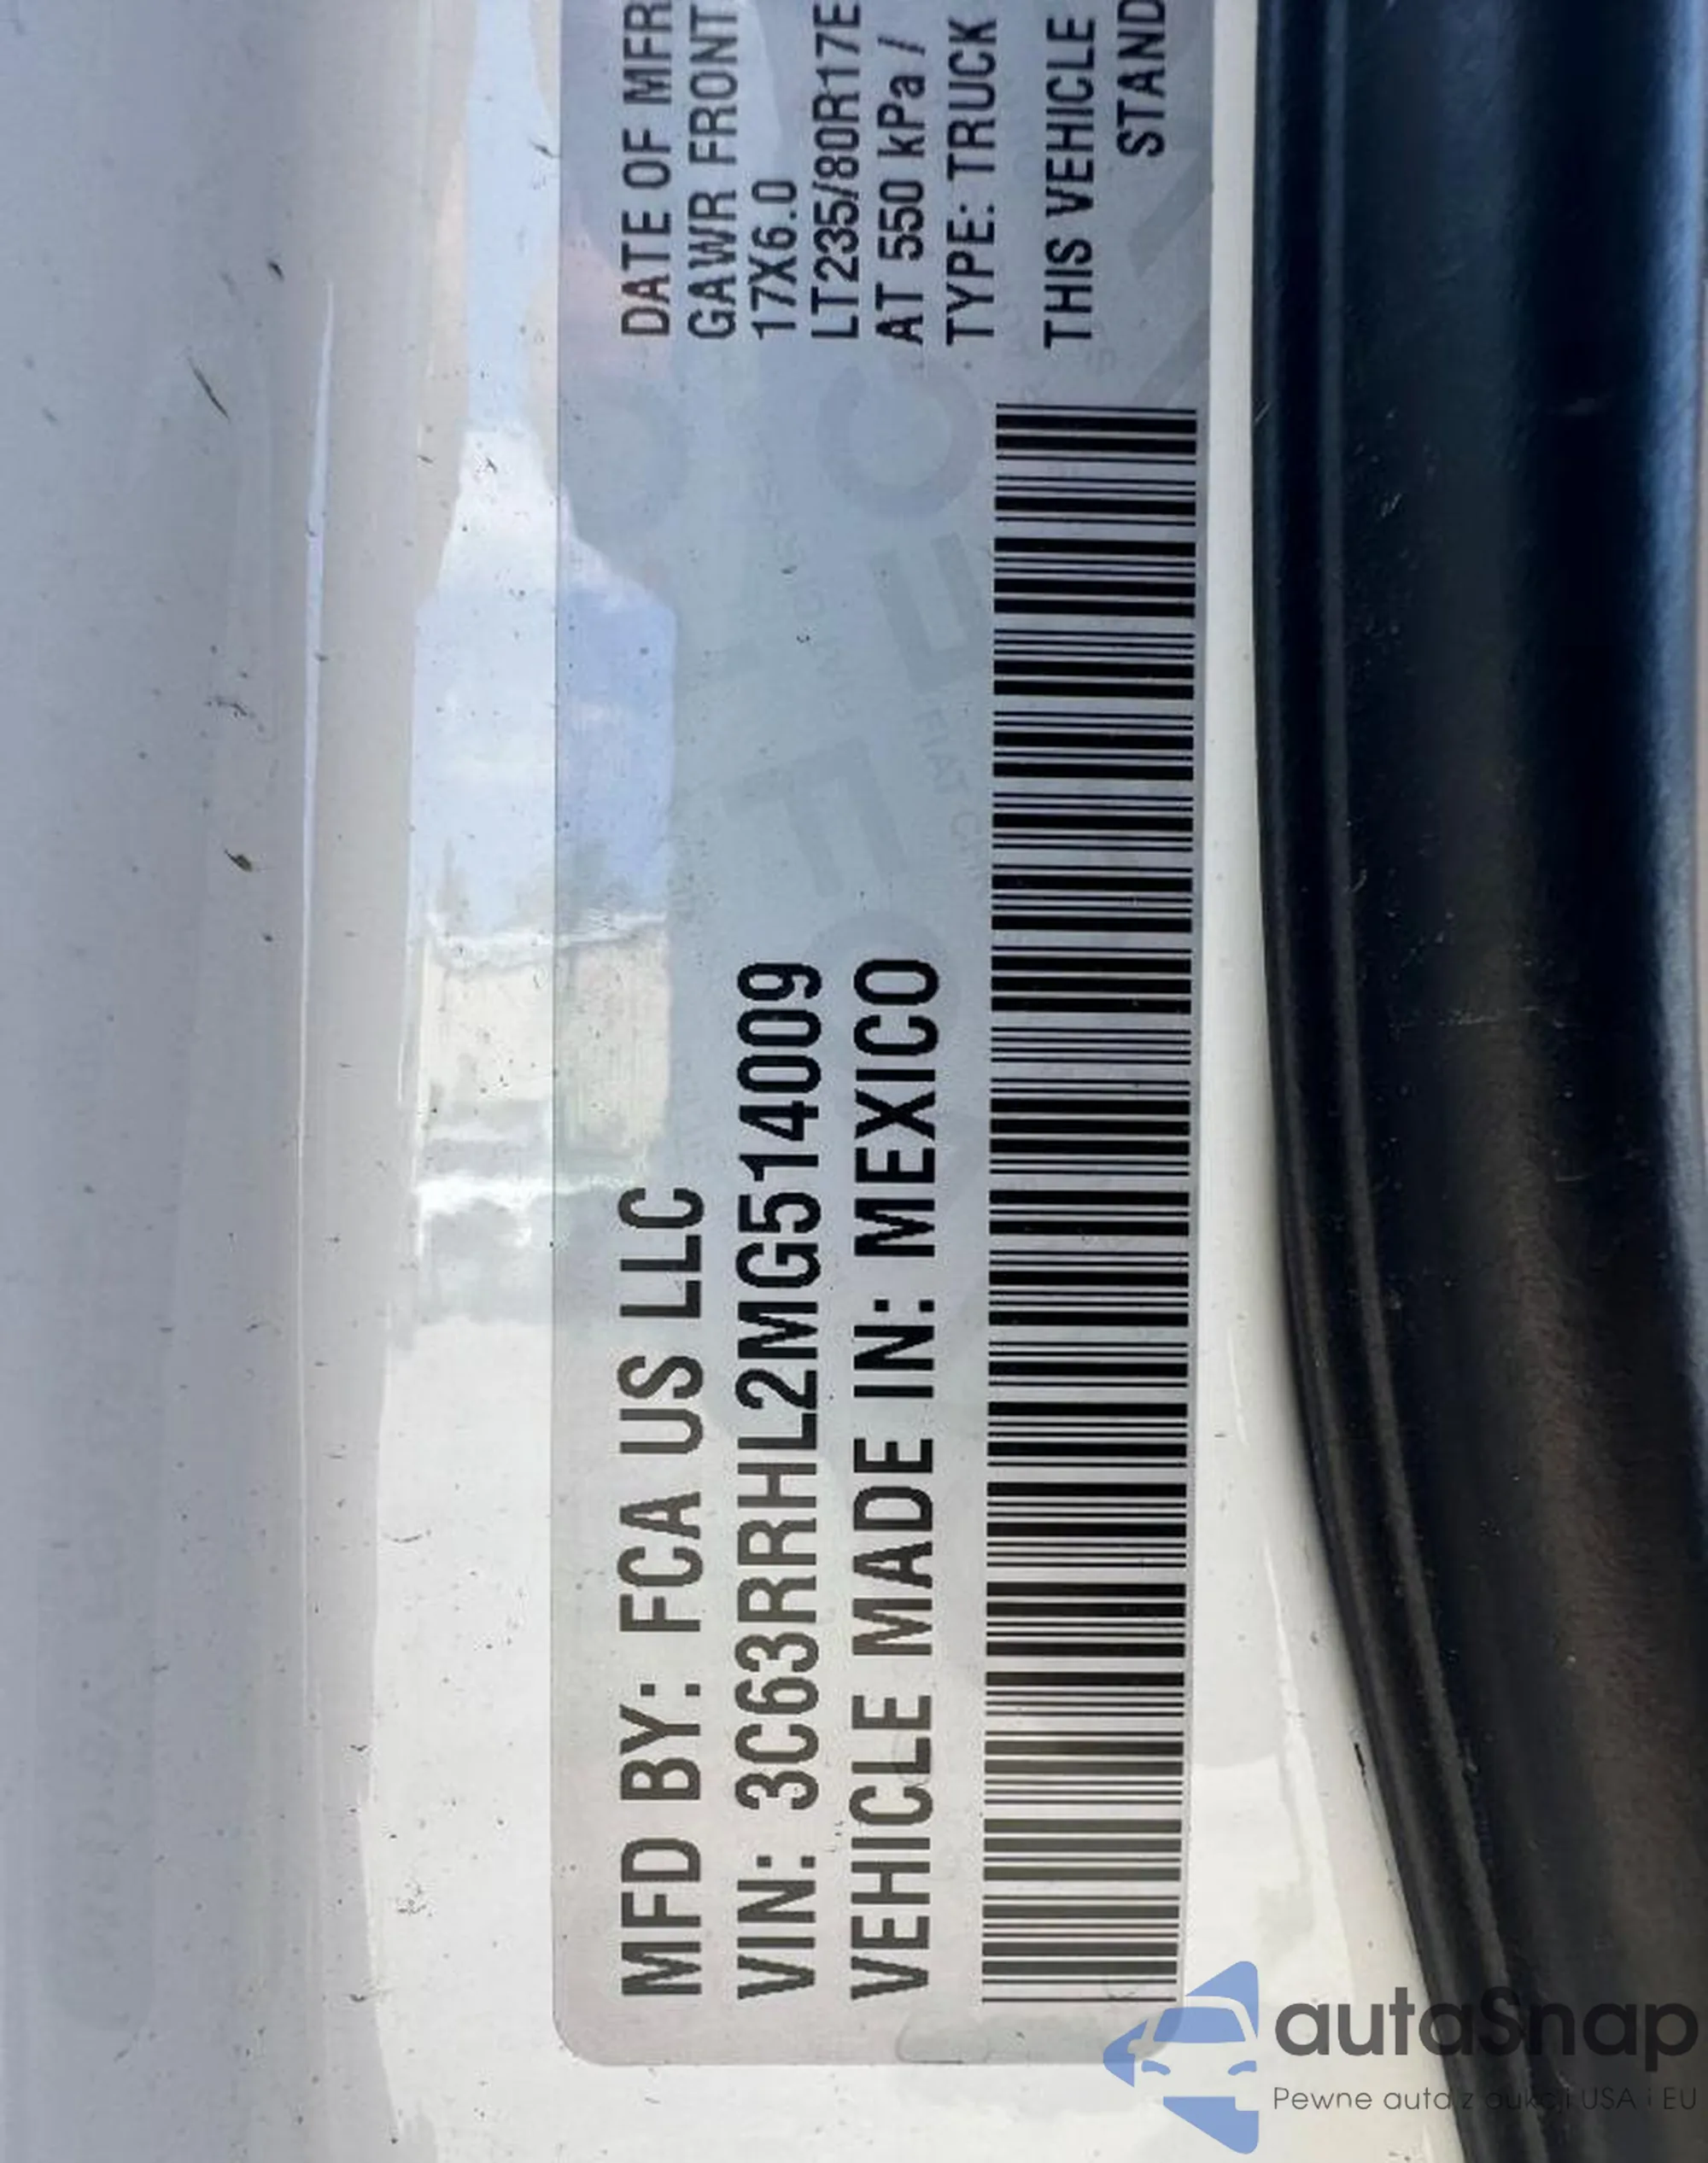 MFD BY: FCA US LLC
VIN: 3C63RRHL2MG514009
VEHICLE MADE IN: MEXICO
DATE OF MFR
GAWR FRONT
17X6.0
LT235/80R17E
AT 550 kPa /
TYPE: TRUCK
THIS VEHICLE
STAND
FIAT
autaSnap
Pewne auta z aukcji USA i EU